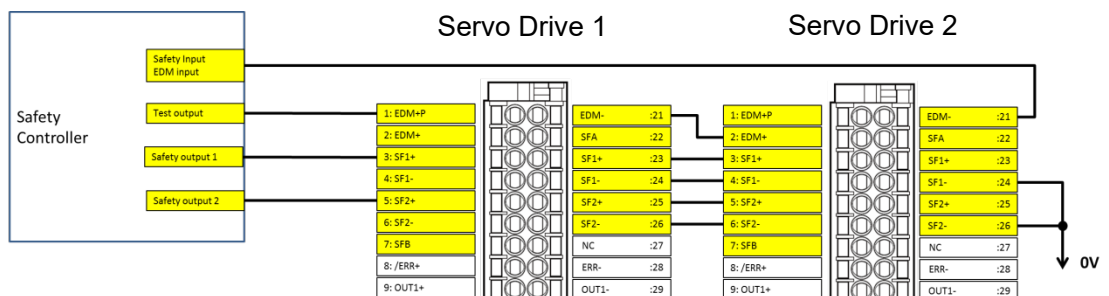 Servo Drive 1
Servo Drive 2
Safety Input
EDM input
Safety
Controller
Test output
Safety output 1
Safety output 2
1: EDM+P
2: EDM+
3: SF1+
4: SF1-
5: SF2+
6: SF2-
7: SFB
8: /ERR+
9: OUT1+
EDM- :21
SFA :22
SF1+ :23
SF1- :24
SF2+ :25
SF2- :26
NC :27
ERR- :28
OUT1- :29
1: EDM+P
2: EDM+
3: SF1+
4: SF1-
5: SF2+
6: SF2-
7: SFB
8: /ERR+
9: OUT1+
EDM- :21
SFA :22
SF1+ :23
SF1- :24
SF2+ :25
SF2- :26
NC :27
ERR- :28
OUT1- :29
0V